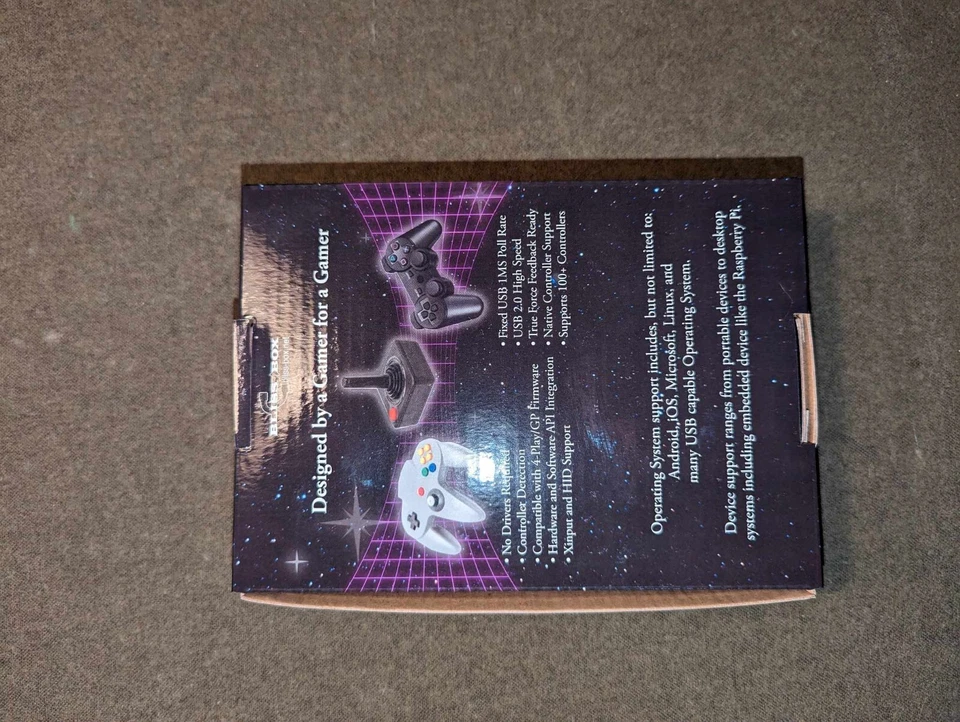 BLISS-BOX
Designed by a Gamer for a Gamer
• No Drivers Required
• Controller Detection
• Compatible with 4-Play/GP Firmware
• Hardware and Software API Integration
• Xinput and HID Support
• Fixed USB 1MS Poll Rate
• USB 2.0 High Speed
• True Force Feedback Ready
• Native Controller Support
• Supports 100+ Controllers
Operating System support includes, but not limited to:
Android, iOS, Microsoft, Linux, and
many USB capable Operating System.
Device support ranges from portable devices to desktop
systems including embedded device like the Raspberry Pi.